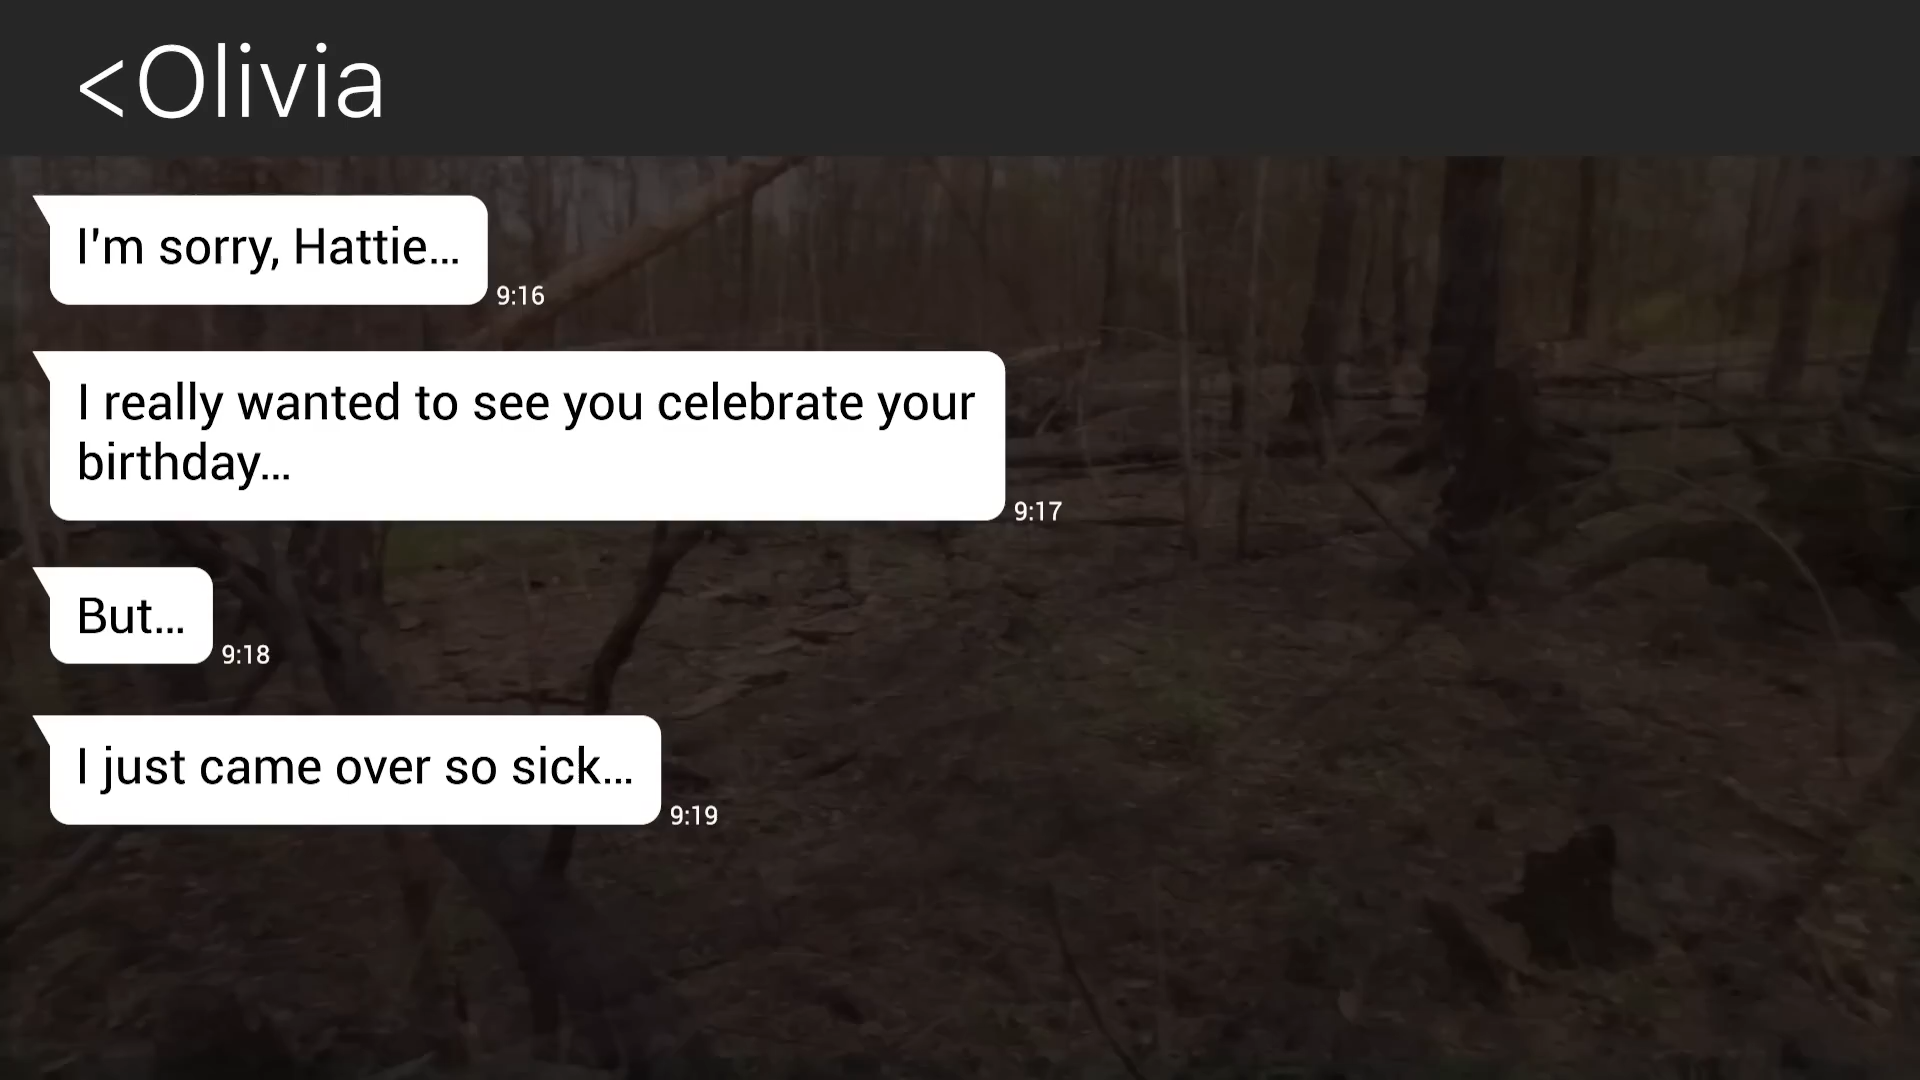 <Olivia
I'm sorry, Hattie...
9:16
I really wanted to see you celebrate your
birthday...
9:17
But...
9:18
I just came over so sick...
9:19